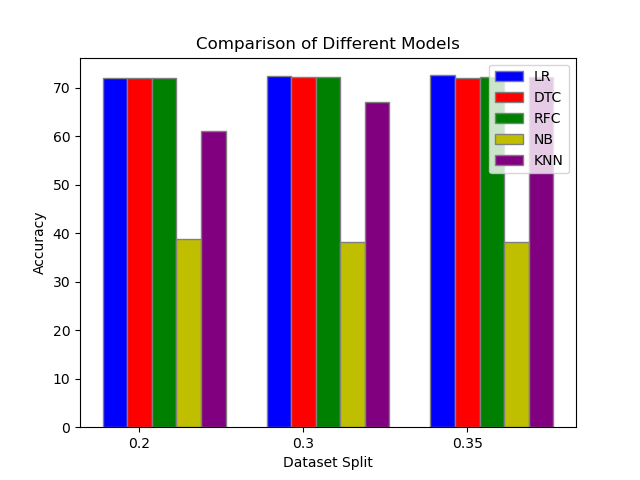 Comparison of Different Models
LR
DTC
RFC
NB
KNN
Accuracy
70
60
50
40
30
20
10
0
0.2
0.3
0.35
Dataset Split